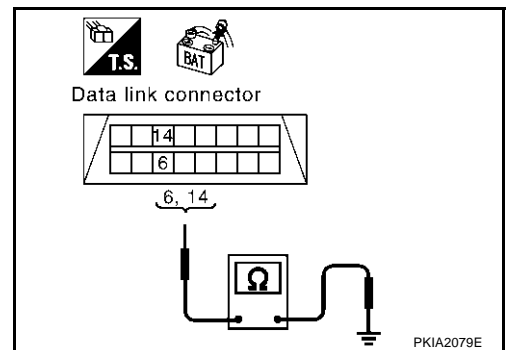 T.S.
BAT
Data link connector
14
6
6, 14
Ω
PKIA2079E